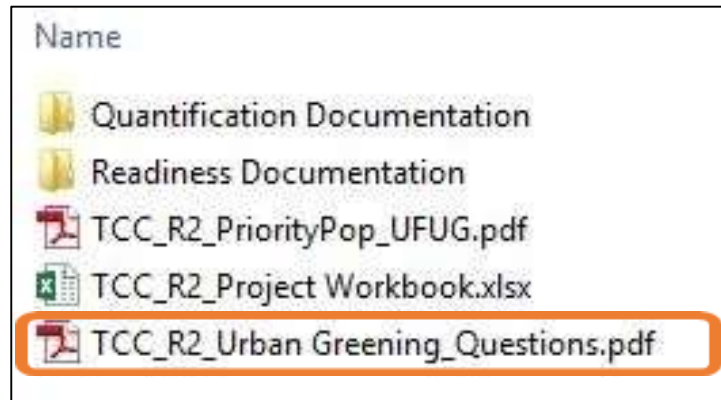 Name
Quantification Documentation
Readiness Documentation
TCC_R2_PriorityPop_UFUG.pdf
TCC_R2_Project Workbook.xlsx
TCC_R2_Urban Greening_Questions.pdf